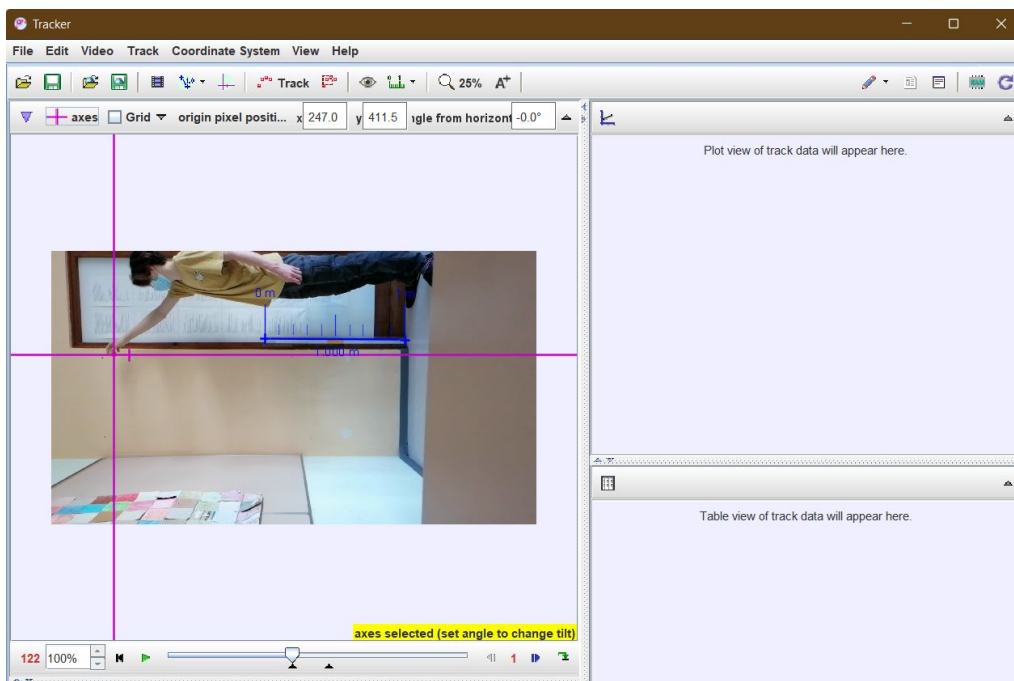 Tracker
File Edit Video Track Coordinate System View Help
Track 25% A+
axes Grid origin pixel positi... x 247.0 y 411.5 ngle from horizont -0.0°
Plot view of track data will appear here.
0 m
1.000 m
Table view of track data will appear here.
axes selected (set angle to change tilt)
122 100% 1